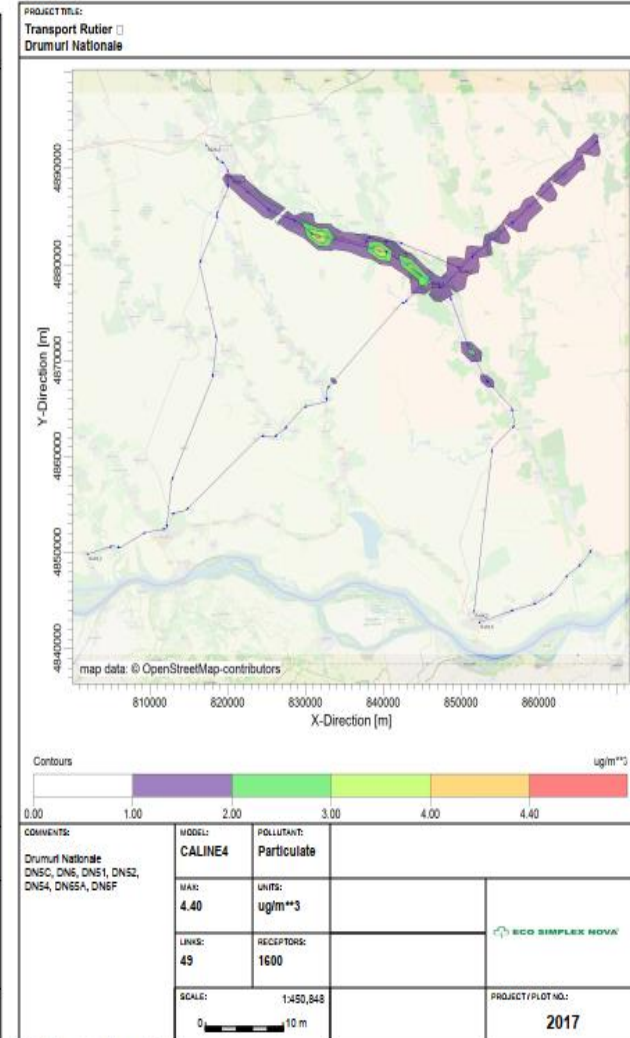 PROJECT TITLE:
Transport Rutier □
Drumuri Nationale
Y-Direction [m]
4890000
4880000
4870000
4860000
4850000
4840000
map data: © OpenStreetMap-contributors
810000 820000 830000 840000 850000 860000
X-Direction [m]
Contours ug/m**3
0.00 1.00 2.00 3.00 4.00 4.40
COMMENTS:
Drumuri Nationale
DN5C, DN6, DN51, DN52,
DN54, DN65A, DN6F
MODEL:
CALINE4
POLLUTANT:
Particulate
MAX:
4.40
UNITS:
ug/m**3
LINKS:
49
RECEPTORS:
1600
ECO SIMPLEX NOVA
SCALE: 1:450,848
0 10 m
PROJECT / PLOT NO.:
2017